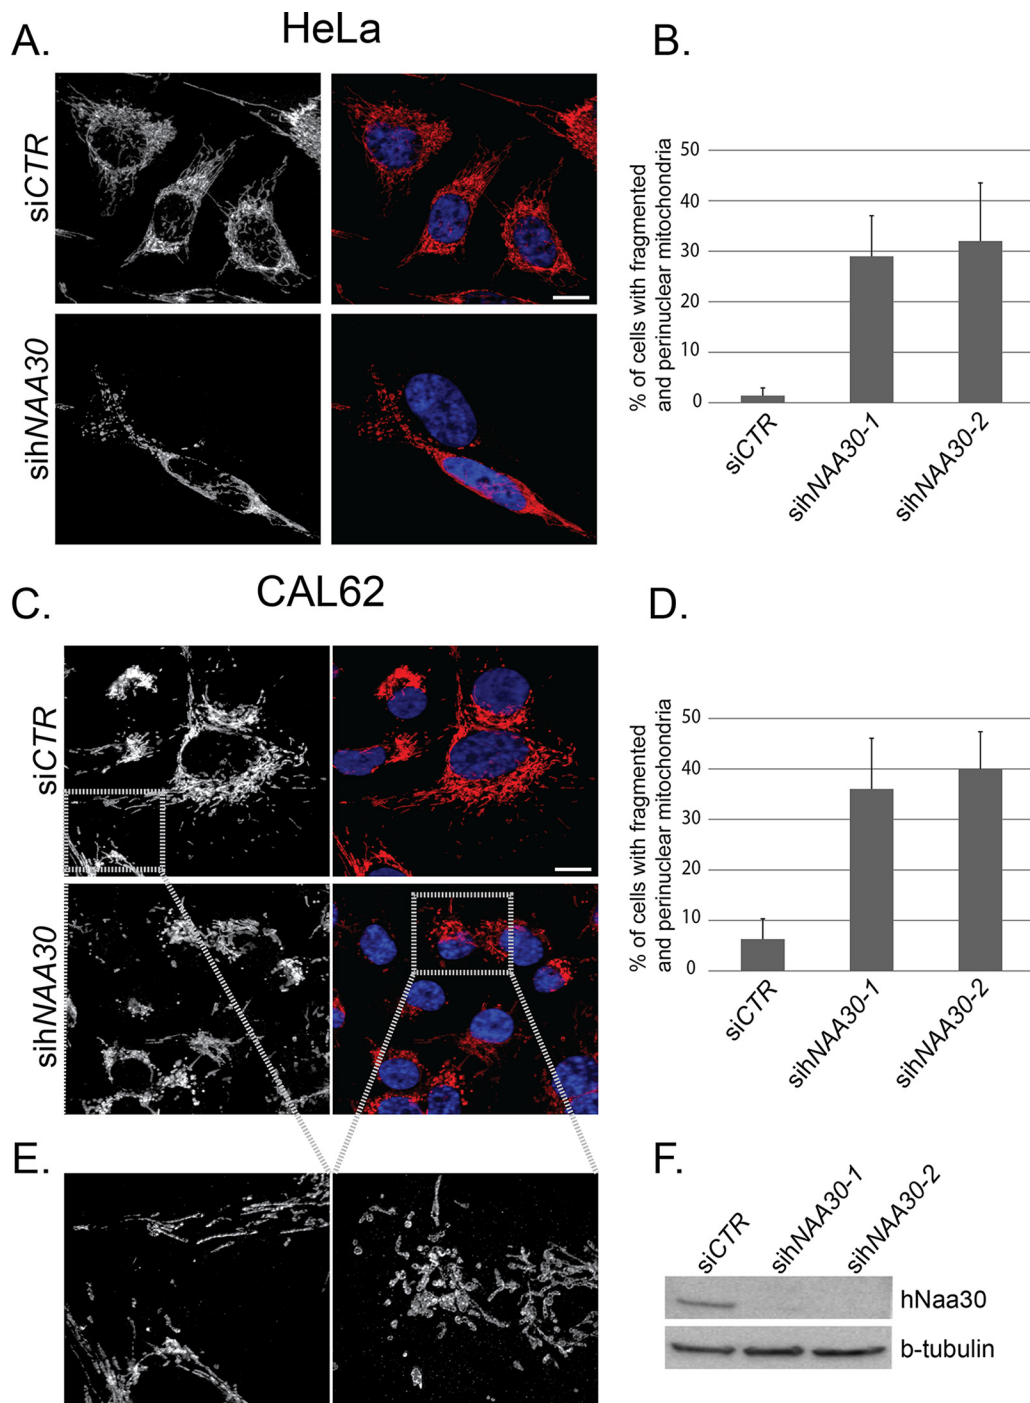 A.
HeLa
siCTR
sihNAA30
B.
% of cells with fragmented
and perinuclear mitochondria
50
40
30
20
10
0
siCTR
sihNAA30-1
sihNAA30-2
C.
CAL62
siCTR
sihNAA30
D.
% of cells with fragmented
and perinuclear mitochondria
50
40
30
20
10
0
siCTR
sihNAA30-1
sihNAA30-2
E.
F.
siCTR
sihNAA30-1
sihNAA30-2
hNaa30
b-tubulin